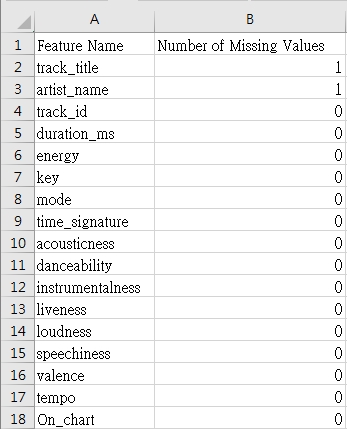 A B
1 Feature Name Number of Missing Values
2 track_title 1
3 artist_name 1
4 track_id 0
5 duration_ms 0
6 energy 0
7 key 0
8 mode 0
9 time_signature 0
10 acousticness 0
11 danceability 0
12 instrumentalness 0
13 liveness 0
14 loudness 0
15 speechiness 0
16 valence 0
17 tempo 0
18 On_chart 0